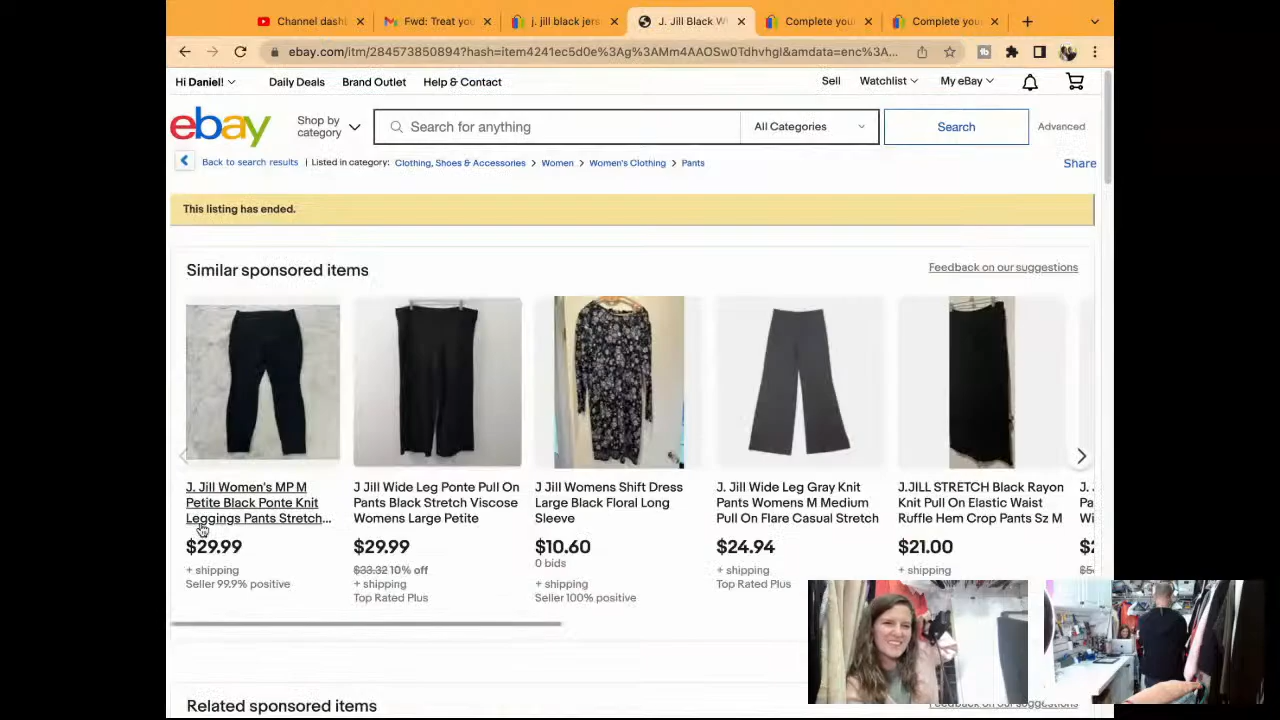 Channel dash
Fwd: Treat you
j. jill black jers
J. Jill Black W
Complete you
Complete you
ebay.com/itm/284573850894?hash=item4241ec5d0e%3Ag%3AMm4AAOSw0Tdhvhgl&amdata=enc%3A...
Hi Daniel!
Daily Deals
Brand Outlet
Help & Contact
Sell
Watchlist
My eBay
ebay
Shop by
category
Search for anything
All Categories
Search
Advanced
Back to search results | Listed in category: Clothing, Shoes & Accessories > Women > Women's Clothing > Pants
Share
This listing has ended.
Similar sponsored items
Feedback on our suggestions
J. Jill Women's MP M
Petite Black Ponte Knit
Leggings Pants Stretch...
$29.99
+ shipping
Seller 99.9% positive
J Jill Wide Leg Ponte Pull On
Pants Black Stretch Viscose
Womens Large Petite
$29.99
$33.32 10% off
+ shipping
Top Rated Plus
J Jill Womens Shift Dress
Large Black Floral Long
Sleeve
$10.60
0 bids
+ shipping
Seller 100% positive
J. Jill Wide Leg Gray Knit
Pants Womens M Medium
Pull On Flare Casual Stretch
$24.94
+ shipping
Top Rated Plus
J.JILL STRETCH Black Rayon
Knit Pull On Elastic Waist
Ruffle Hem Crop Pants Sz M
$21.00
+ shipping
J.
Pa
Wi
Related sponsored items